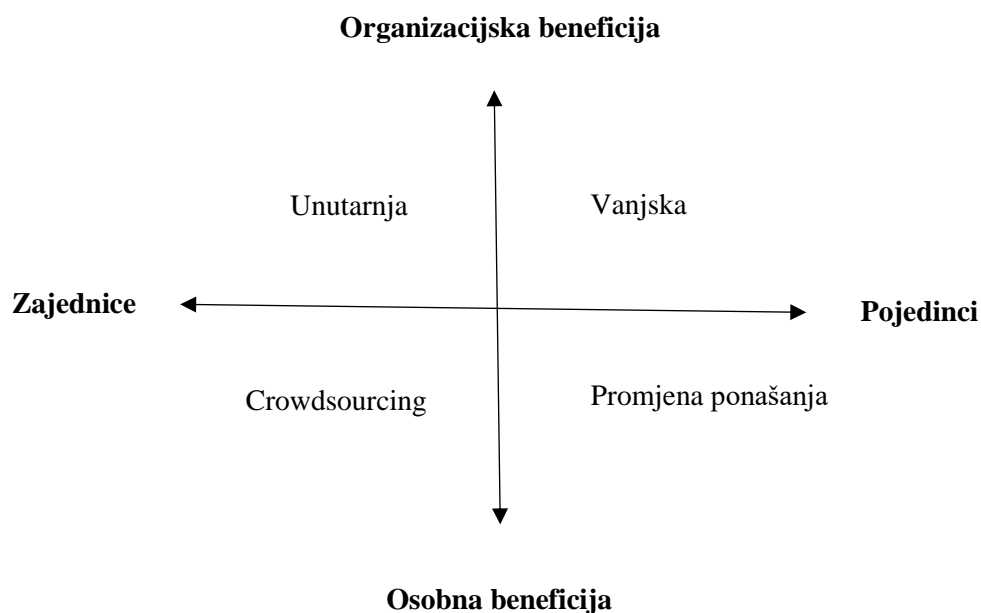 Organizacijska beneficija
Unutarnja
Vanjska
Zajednice
Pojedinci
Crowdsourcing
Promjena ponašanja
Osobna beneficija